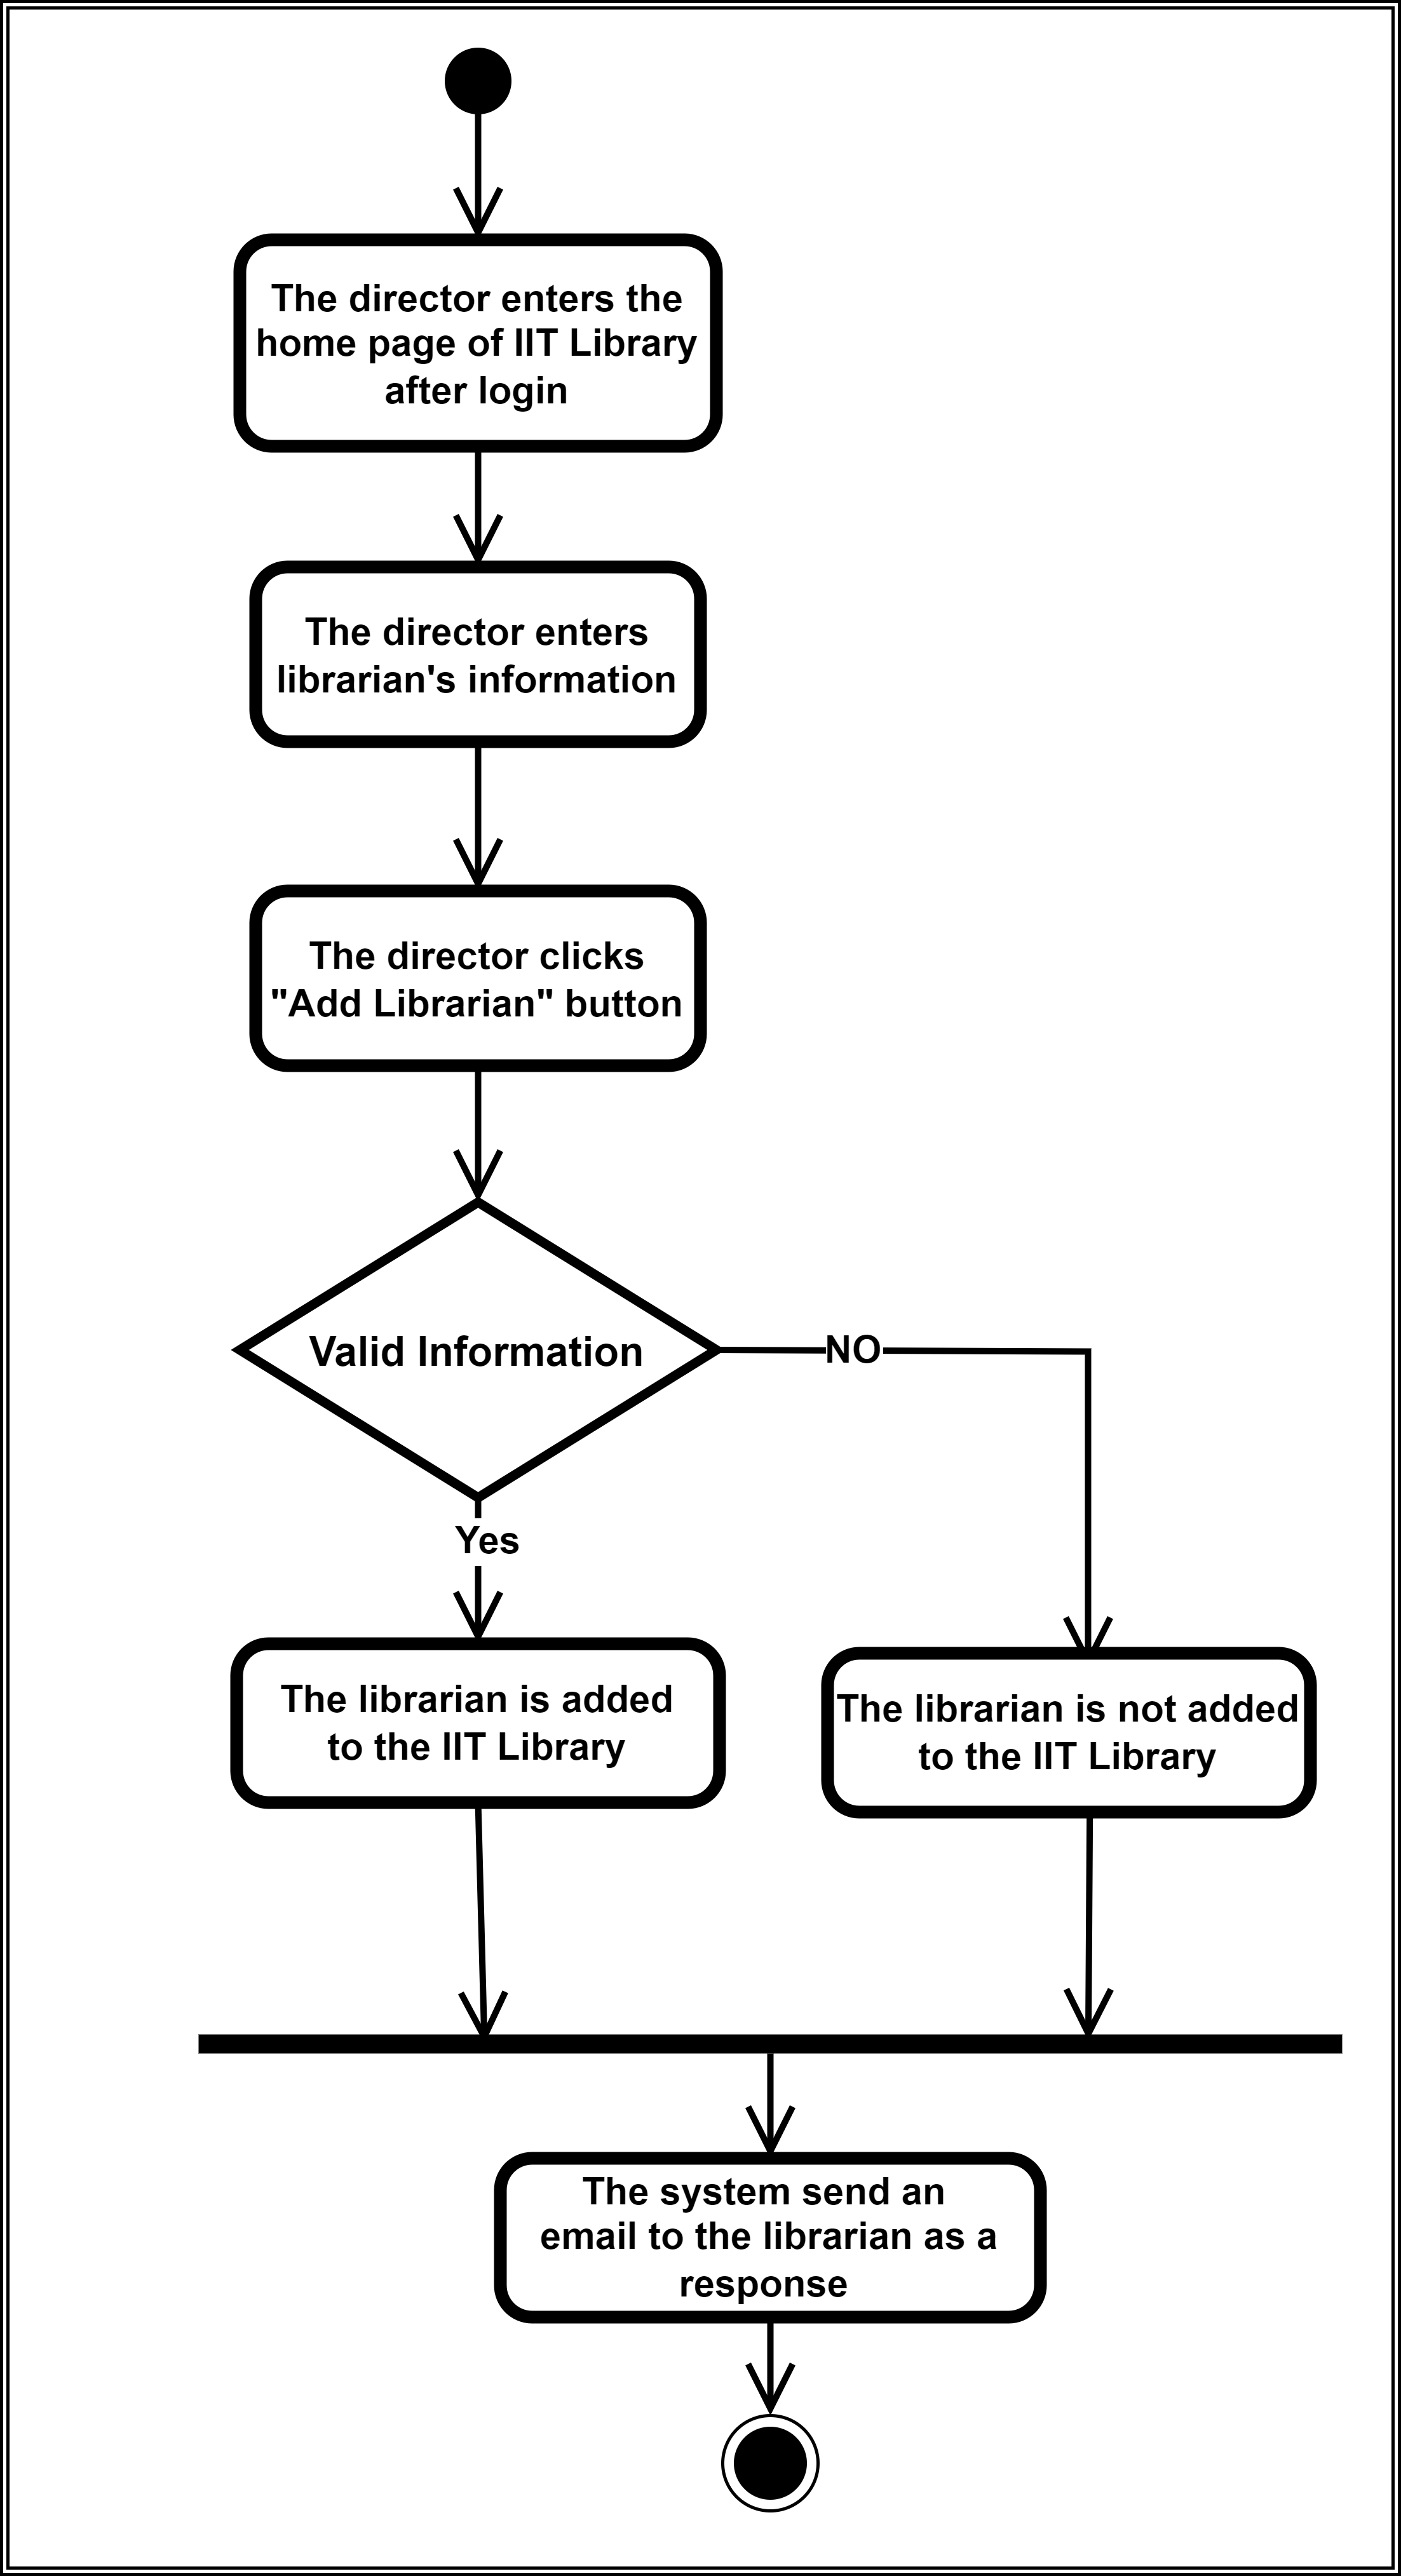 The director enters the
home page of IIT Library
after login
The director enters
librarian's information
The director clicks
"Add Librarian" button
Valid Information
NO
Yes
The librarian is added
to the IIT Library
The librarian is not added
to the IIT Library
The system send an
email to the librarian as a
response